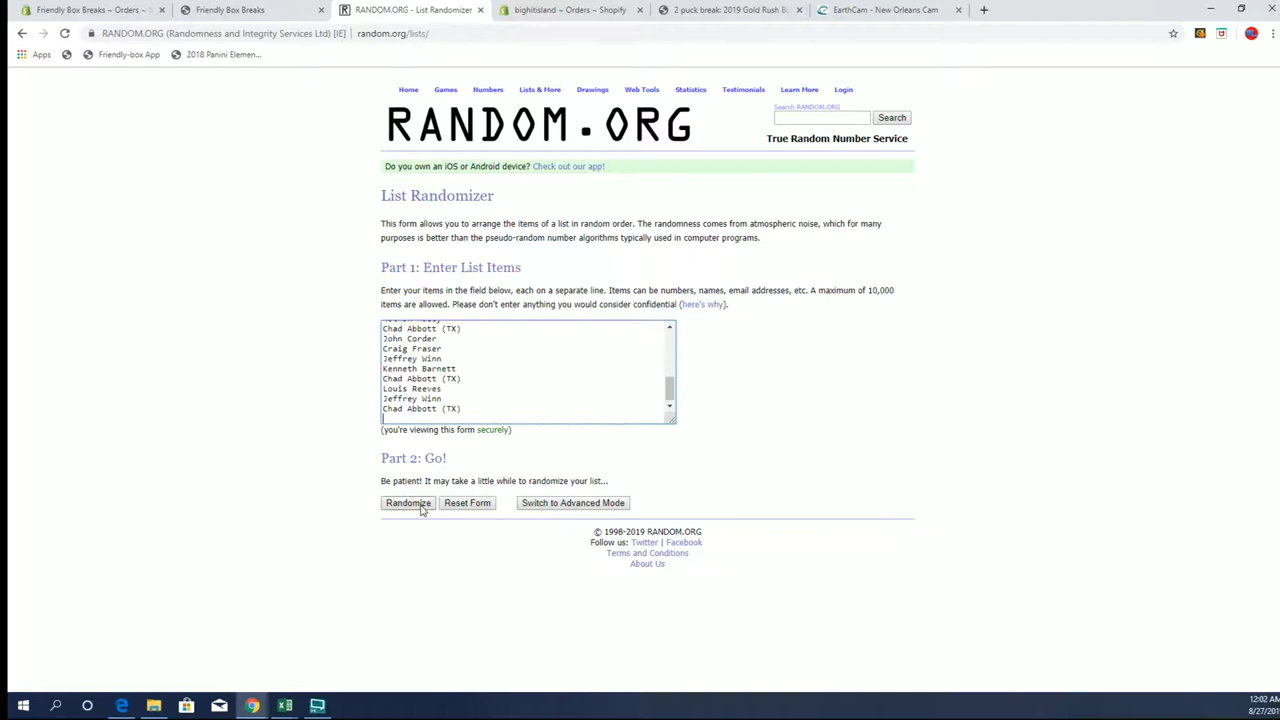 Friendly Box Breaks ~ Orders ~ S
Friendly Box Breaks
RANDOM.ORG - List Randomizer
bighitisland ~ Orders ~ Shopify
2 puck break: 2019 Gold Rush B
EarthCam - New Orleans Cam
RANDOM.ORG (Randomness and Integrity Services Ltd) [IE] | random.org/lists/
Apps
Friendly-box App
2018 Panini Elemen...
Home Games Numbers Lists & More Drawings Web Tools Statistics Testimonials Learn More Login
RANDOM.ORG
Search RANDOM.ORG
Search
True Random Number Service
Do you own an iOS or Android device? Check out our app!
List Randomizer
This form allows you to arrange the items of a list in random order. The randomness comes from atmospheric noise, which for many
purposes is better than the pseudo-random number algorithms typically used in computer programs.
Part 1: Enter List Items
Enter your items in the field below, each on a separate line. Items can be numbers, names, email addresses, etc. A maximum of 10,000
items are allowed. Please don't enter anything you would consider confidential (here's why).
Chad Abbott (TX)
John Corder
Craig Fraser
Jeffrey Winn
Kenneth Barnett
Chad Abbott (TX)
Louis Reeves
Jeffrey Winn
Chad Abbott (TX)
(you're viewing this form securely)
Part 2: Go!
Be patient! It may take a little while to randomize your list...
Randomize Reset Form Switch to Advanced Mode
© 1998-2019 RANDOM.ORG
Follow us: Twitter | Facebook
Terms and Conditions
About Us
12:02 AM
8/27/201